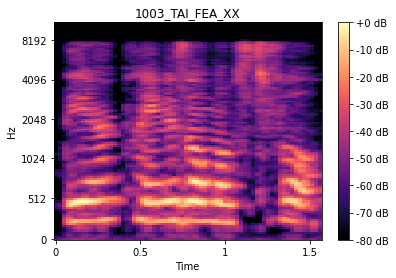 1003_TAI_FEA_XX
8192
4096
2048
1024
512
0
Hz
0
0.5
1
1.5
Time
+0 dB
-10 dB
-20 dB
-30 dB
-40 dB
-50 dB
-60 dB
-70 dB
-80 dB